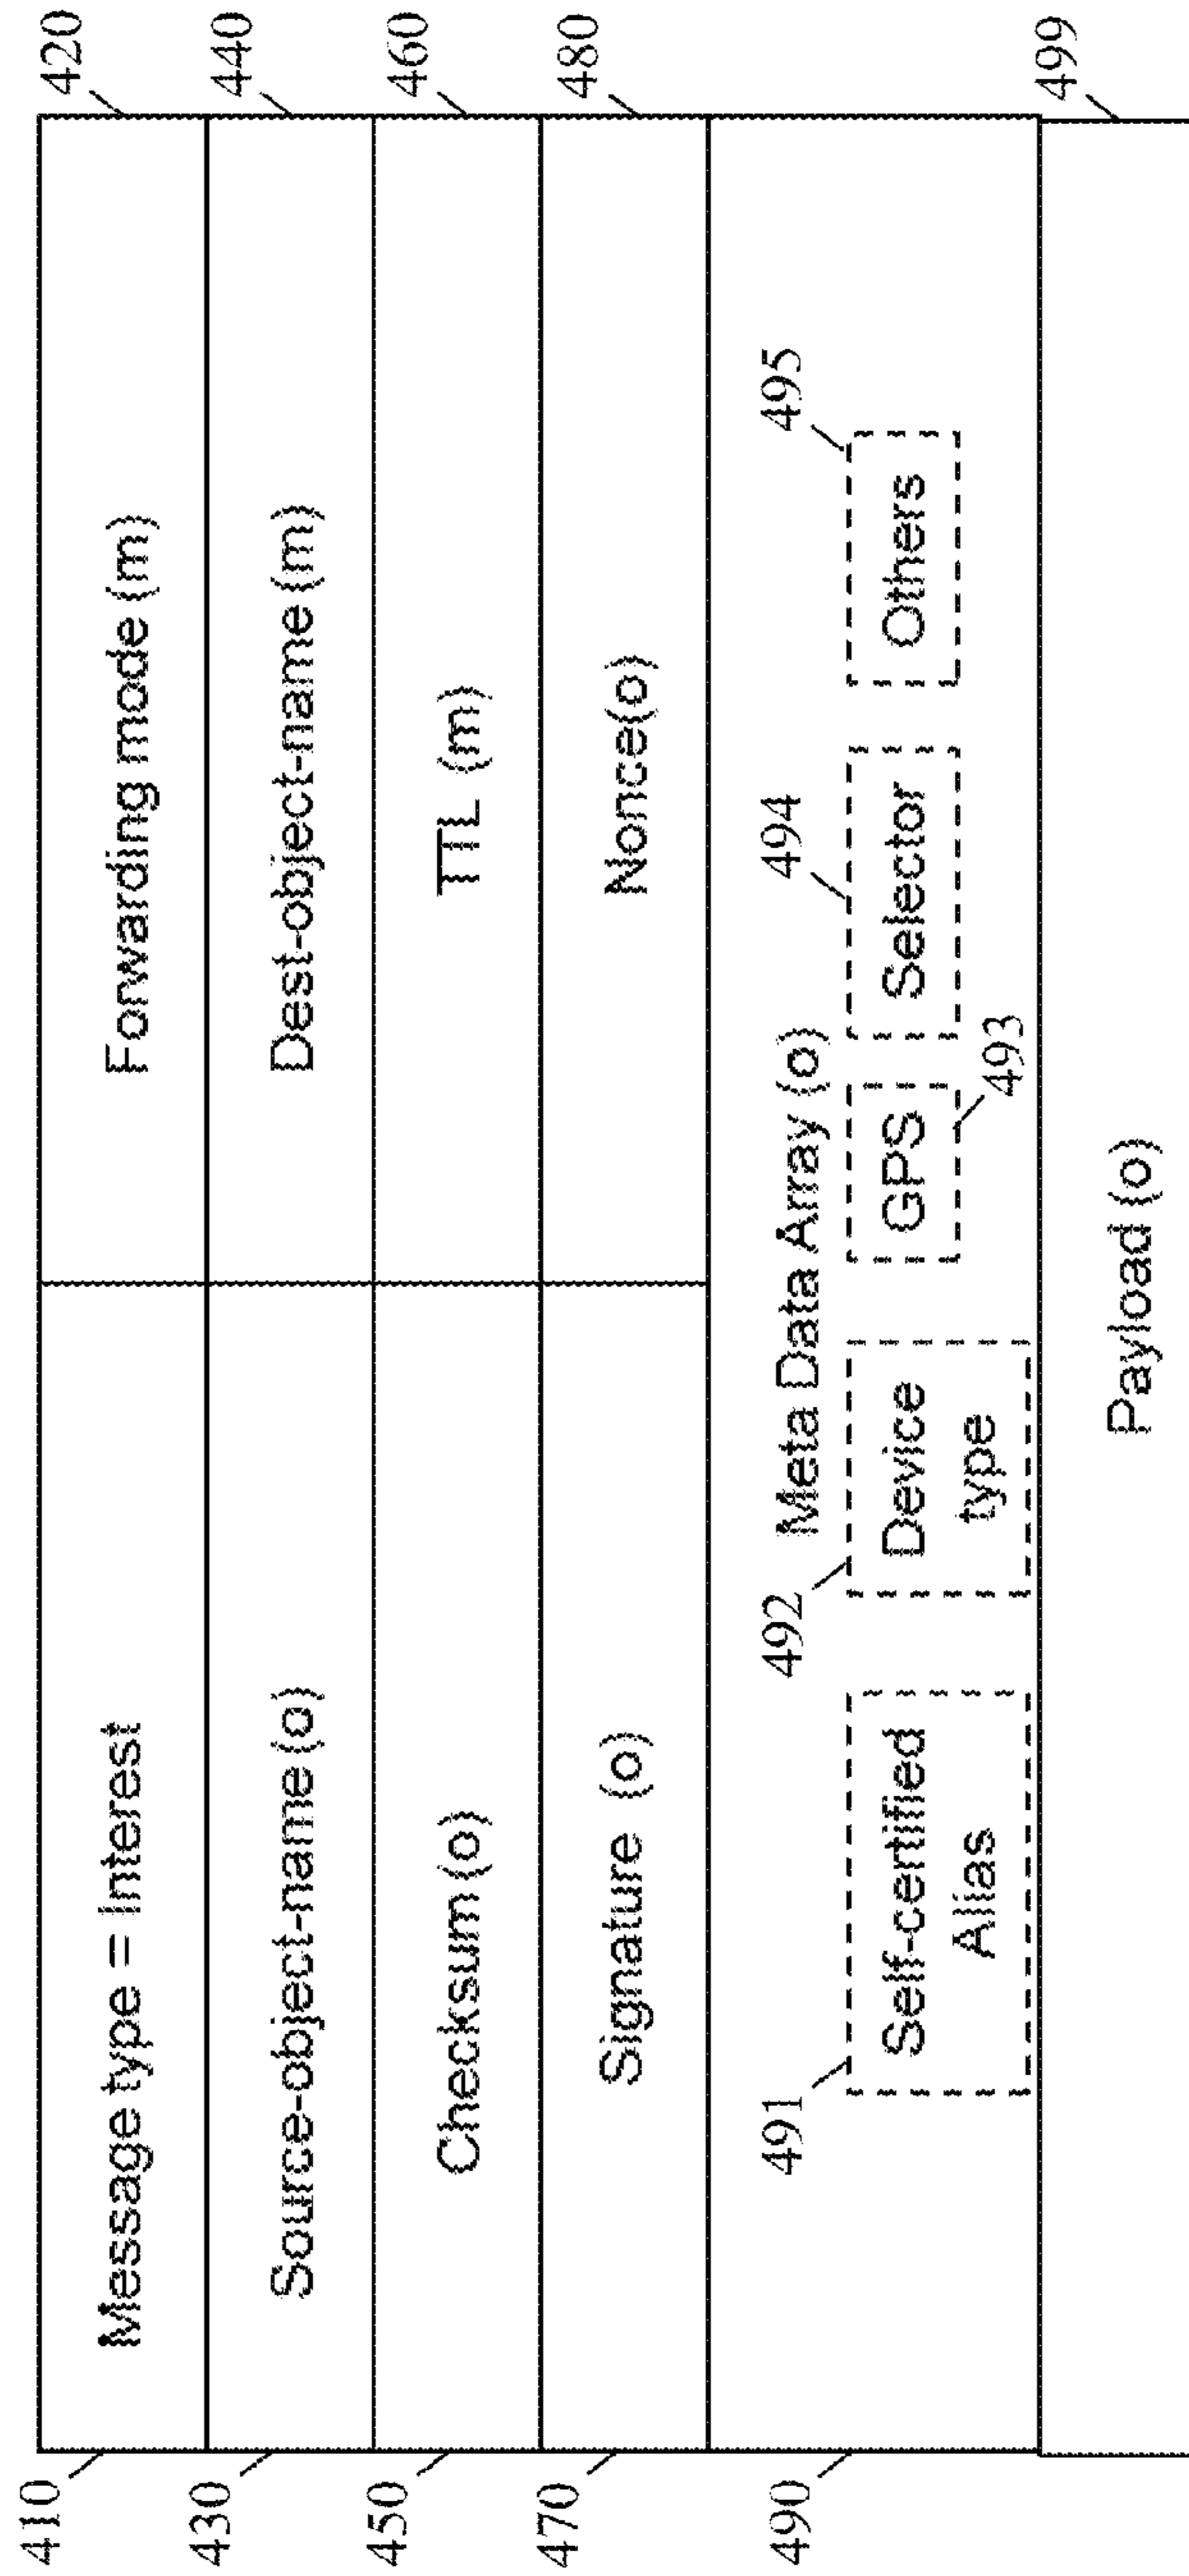 410
Message type = Interest
Forwarding mode (m)
420
430
Source-object-name (o)
Dest-object-name (m)
440
450
Checksum (o)
TTL (m)
460
470
Signature (o)
Nonce(o)
480
490
Meta Data Array (o)
491
Self-certified
Alias
492
Device
type
GPS
493
494
Selector
495
Others
Payload (o)
499